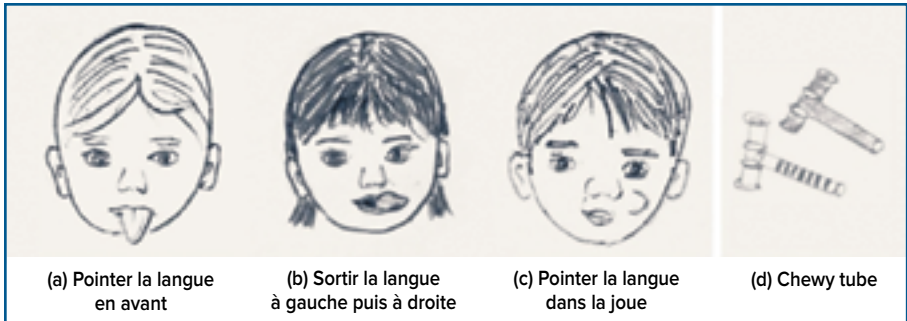 (a) Pointer la langue
en avant
(b) Sortir la langue
à gauche puis à droite
(c) Pointer la langue
dans la joue
(d) Chewy tube